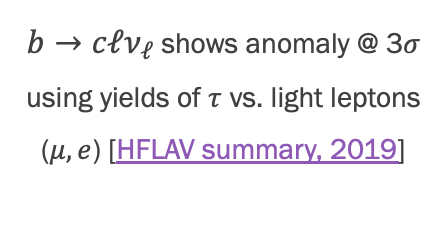 b → cℓν_ℓ shows anomaly @ 3σ
using yields of τ vs. light leptons
(μ, e) [HFLAV summary, 2019]